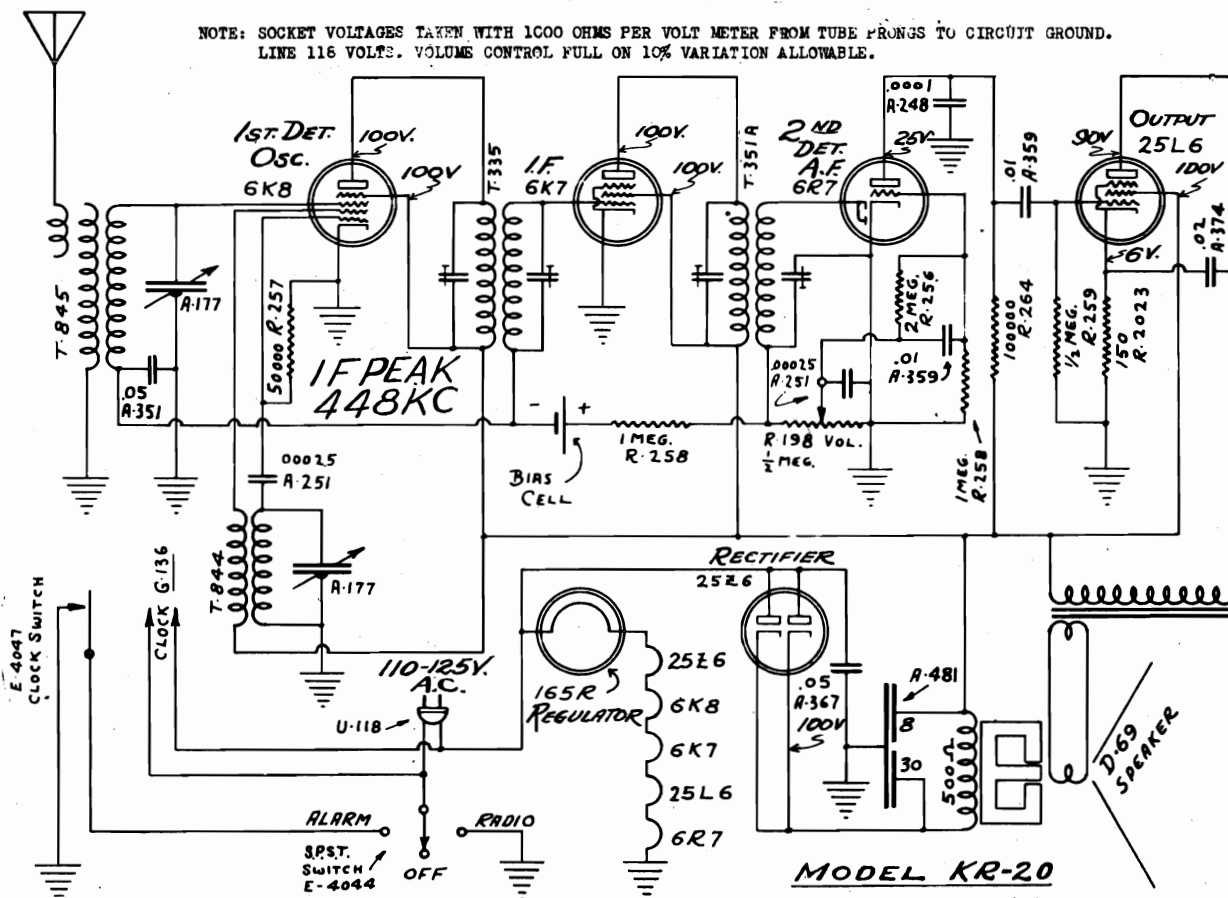 NOTE: SOCKET VOLTAGES TAKEN WITH 1000 OHMS PER VOLT METER FROM TUBE PRONGS TO CIRCUIT GROUND.
LINE 116 VOLTS. VOLUME CONTROL FULL ON 10% VARIATION ALLOWABLE.
1ST. DET.
OSC.
6K8
100V.
100V
T-335
I.F.
6K7
100V.
100V.
T-351A
2ND
DET.
A.F.
6R7
25V
.0001
A-248
.01
A-359
90V
OUTPUT
25L6
100V
6V.
.02
A-374
T-845
A-177
.05
A-351
50000 R-257
IF PEAK
448KC
.00025
A-251
2 MEG.
R-256
.01
A-359
100000
R-264
1/2 MEG.
R-259
150
R-2023
- +
1 MEG.
R-258
BIAS
CELL
R-198 VOL.
1/2 MEG.
1 MEG.
R-258
00025
A-251
T-844
A-177
E-4047
CLOCK SWITCH
CLOCK G-136
110-125V.
A.C.
U-118
165R
REGULATOR
25Z6
6K8
6K7
25L6
6R7
RECTIFIER
25Z6
.05
A-367
100V
A-481
8
30
500Ω
D-69
SPEAKER
ALARM
RADIO
S.P.S.T.
SWITCH
E-4044
OFF
MODEL KR-20